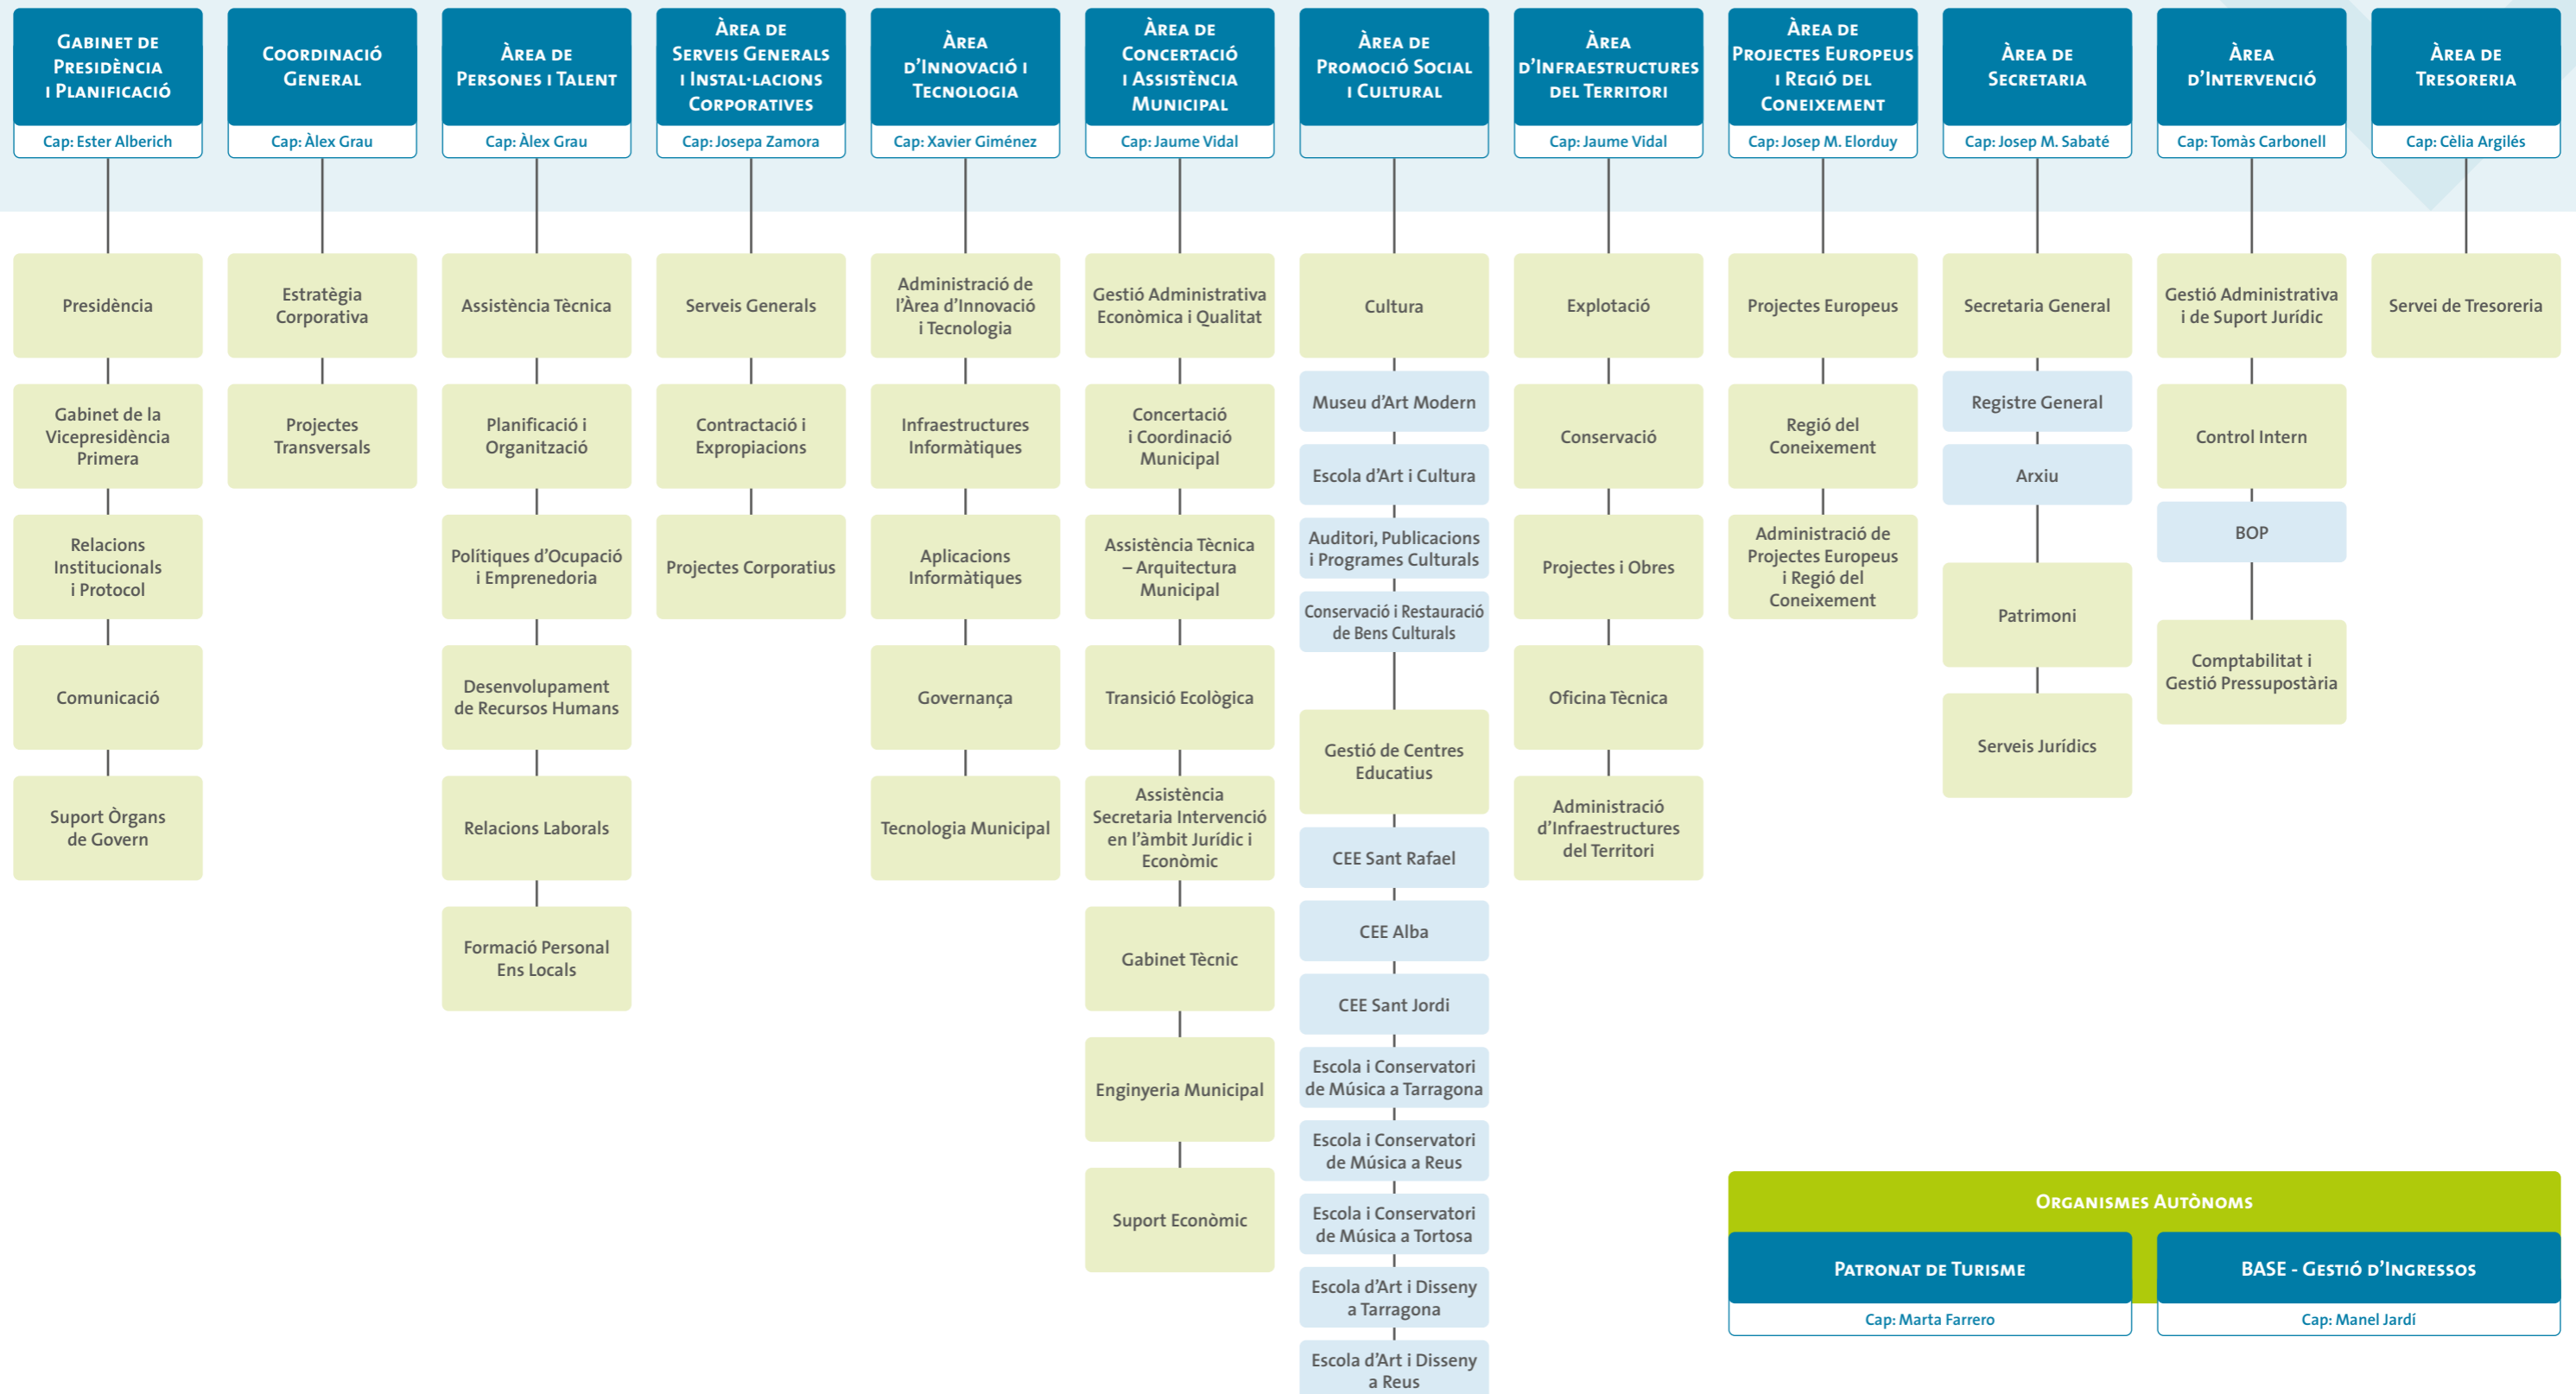 GABINET DE
PRESIDÈNCIA
I PLANIFICACIÓ
Cap: Ester Alberich
Presidència
Gabinet de la
Vicepresidència
Primera
Relacions
Institucionals
i Protocol
Comunicació
Suport Òrgans
de Govern
COORDINACIÓ
GENERAL
Cap: Àlex Grau
Estratègia
Corporativa
Projectes
Transversals
ÀREA DE
PERSONES I TALENT
Cap: Àlex Grau
Assistència Tècnica
Planificació i
Organització
Polítiques d’Ocupació
i Emprenedoria
Desenvolupament
de Recursos Humans
Relacions Laborals
Formació Personal
Ens Locals
ÀREA DE
SERVEIS GENERALS
I INSTAL·LACIONS
CORPORATIVES
Cap: Josepa Zamora
Serveis Generals
Contractació i
Expropiacions
Projectes Corporatius
ÀREA
D’INNOVACIÓ I
TECNOLOGIA
Cap: Xavier Giménez
Administració de
l’Àrea d’Innovació
i Tecnologia
Infraestructures
Informàtiques
Aplicacions
Informàtiques
Governança
Tecnologia Municipal
ÀREA DE
CONCERTACIÓ
I ASSISTÈNCIA
MUNICIPAL
Cap: Jaume Vidal
Gestió Administrativa
Econòmica i Qualitat
Concertació
i Coordinació
Municipal
Assistència Tècnica
– Arquitectura
Municipal
Transició Ecològica
Assistència
Secretaria Intervenció
en l’àmbit Jurídic i
Econòmic
Gabinet Tècnic
Enginyeria Municipal
Suport Econòmic
ÀREA DE
PROMOCIÓ SOCIAL
I CULTURAL
Cultura
Museu d’Art Modern
Escola d’Art i Cultura
Auditori, Publicacions
i Programes Culturals
Conservació i Restauració
de Bens Culturals
Gestió de Centres
Educatius
CEE Sant Rafael
CEE Alba
CEE Sant Jordi
Escola i Conservatori
de Música a Tarragona
Escola i Conservatori
de Música a Reus
Escola i Conservatori
de Música a Tortosa
Escola d’Art i Disseny
a Tarragona
Escola d’Art i Disseny
a Reus
ÀREA
D’INFRAESTRUCTURES
DEL TERRITORI
Cap: Jaume Vidal
Explotació
Conservació
Projectes i Obres
Oficina Tècnica
Administració
d’Infraestructures
del Territori
ÀREA DE
PROJECTES EUROPEUS
I REGIÓ DEL
CONEIXEMENT
Cap: Josep M. Elorduy
Projectes Europeus
Regió del
Coneixement
Administració de
Projectes Europeus
i Regió del
Coneixement
ÀREA DE
SECRETARIA
Cap: Josep M. Sabaté
Secretaria General
Registre General
Arxiu
Patrimoni
Serveis Jurídics
ÀREA
D’INTERVENCIÓ
Cap: Tomàs Carbonell
Gestió Administrativa
i de Suport Jurídic
Control Intern
BOP
Comptabilitat i
Gestió Pressupostària
ÀREA DE
TRESORERIA
Cap: Cèlia Argilés
Servei de Tresoreria
ORGANISMES AUTÒNOMS
PATRONAT DE TURISME
Cap: Marta Farrero
BASE - GESTIÓ D’INGRESSOS
Cap: Manel Jardí